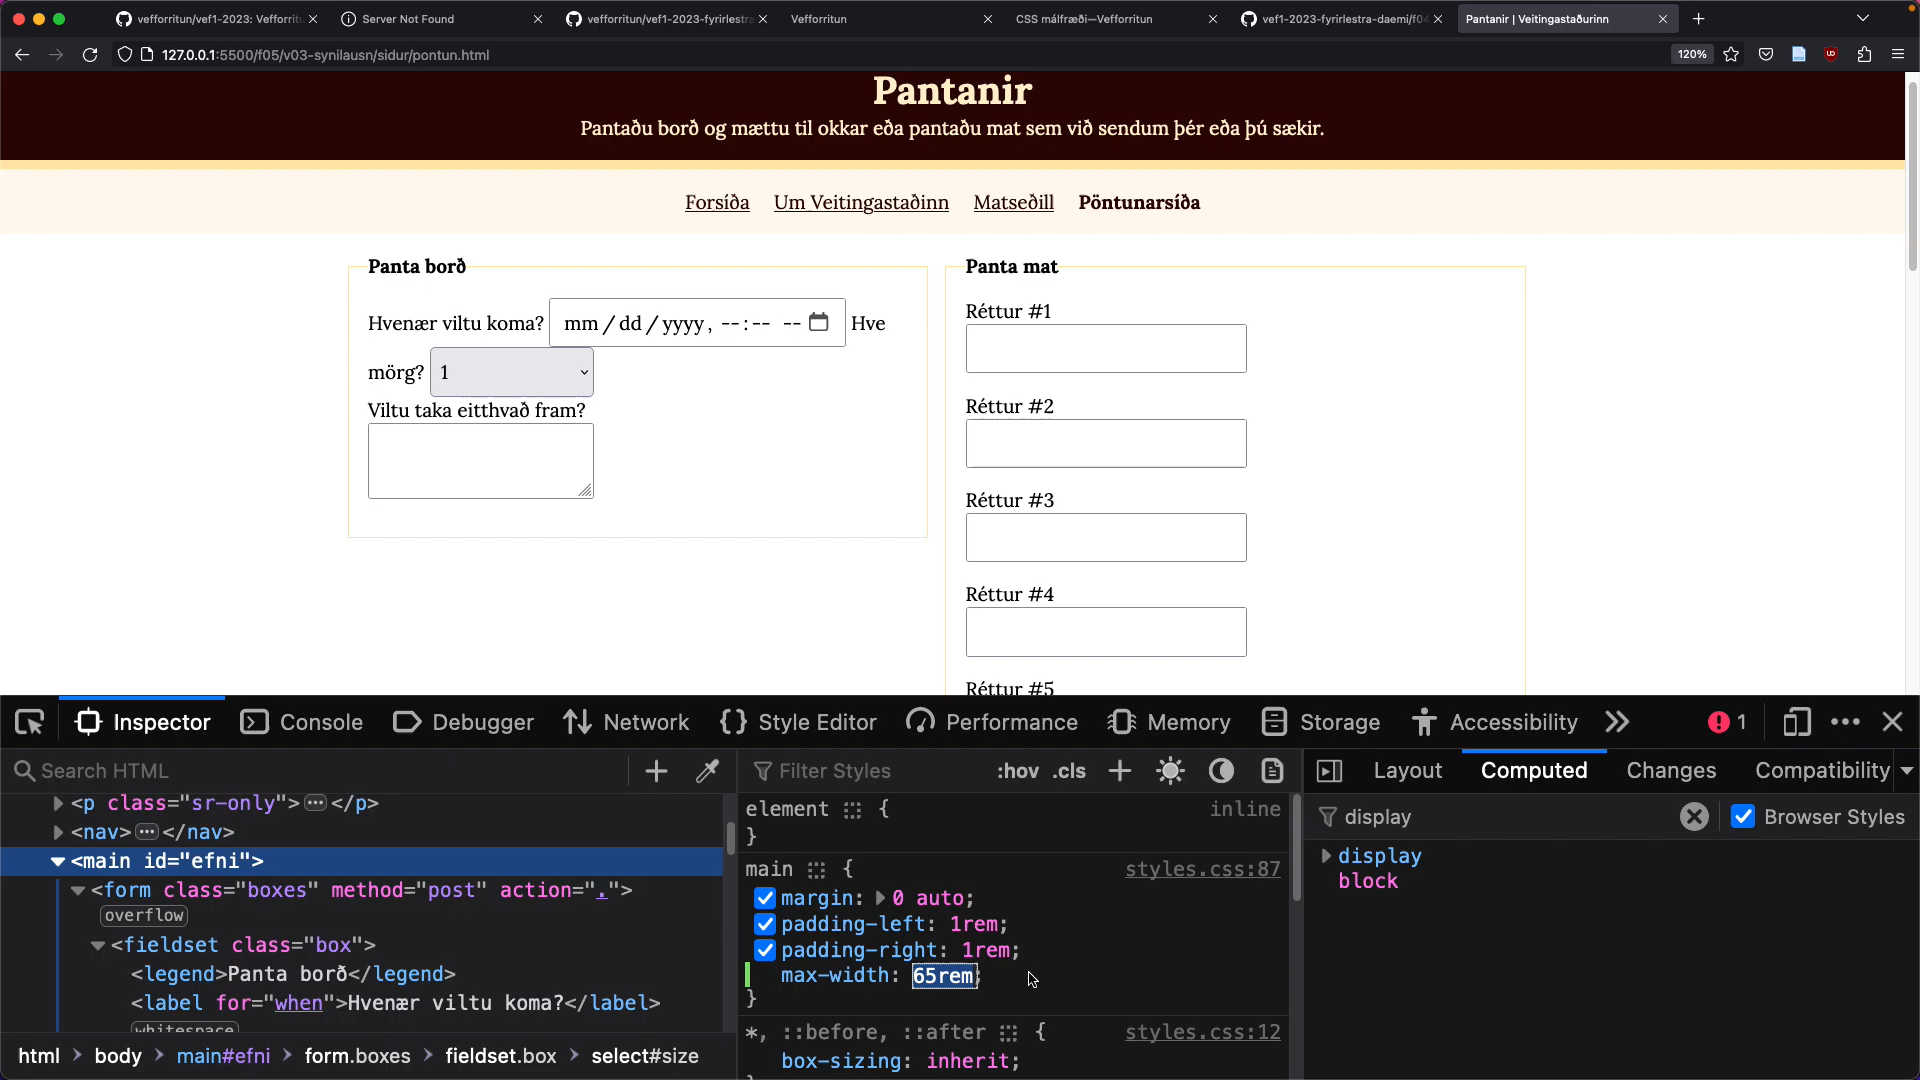 vefforritun/vef1-2023: Vefforritu
Server Not Found
vefforritun/vef1-2023-fyrirlestra
Vefforritun
CSS málfræði—Vefforritun
vef1-2023-fyrirlestra-daemi/f04
Pantanir | Veitingastaðurinn
127.0.0.1:5500/f05/v03-synilausn/sidur/pontun.html
120%
Pantanir
Pantaðu borð og mættu til okkar eða pantaðu mat sem við sendum þér eða þú sækir.
Forsíða Um Veitingastaðinn Matseðill Pöntunarsíða
Panta borð
Hvenær viltu koma? mm/dd/yyyy, --:-- -- Hve
mörg? 1
Viltu taka eitthvað fram?
Panta mat
Réttur #1
Réttur #2
Réttur #3
Réttur #4
Réttur #5
Inspector Console Debugger Network Style Editor Performance Memory Storage Accessibility 1
Search HTML
<p class="sr-only"> </p>
<nav> </nav>
<main id="efni">
<form class="boxes" method="post" action=".">
overflow
<fieldset class="box">
<legend>Panta borð</legend>
<label for="when">Hvenær viltu koma?</label>
whitespace
html body main#efni form.boxes fieldset.box select#size
Filter Styles :hov .cls
element { inline
}
main { styles.css:87
margin: 0 auto;
padding-left: 1rem;
padding-right: 1rem;
max-width: 65rem;
}
*, ::before, ::after { styles.css:12
box-sizing: inherit;
Layout Computed Changes Compatibility
display Browser Styles
display
block